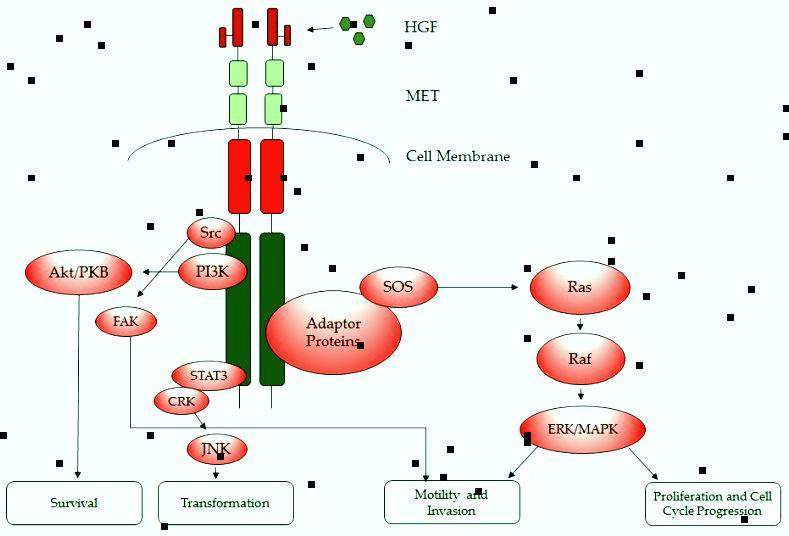 HGF
MET
Cell Membrane
Src
Akt/PKB
PI3K
SOS
Ras
FAK
Adaptor
Proteins
Raf
STAT3
CRK
ERK/MAPK
JNK
Survival
Transformation
Motility and
Invasion
Proliferation and Cell
Cycle Progression